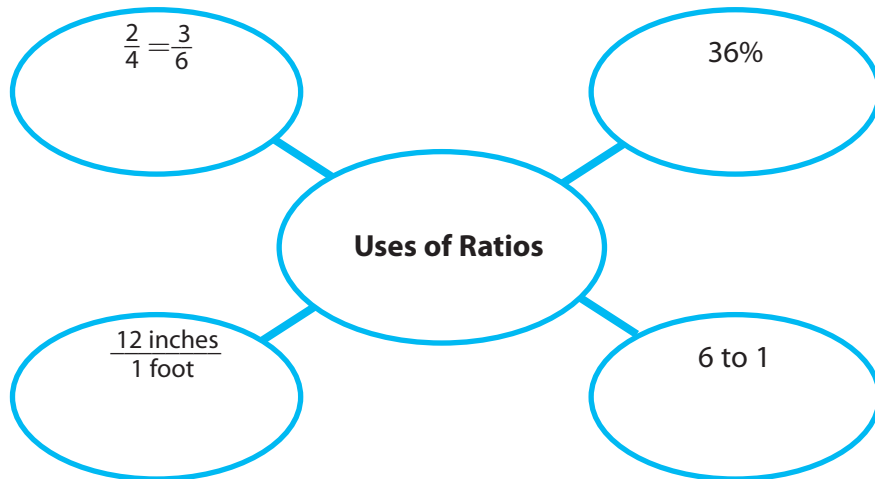 2/4 = 3/6
36%
Uses of Ratios
12 inches
1 foot
6 to 1